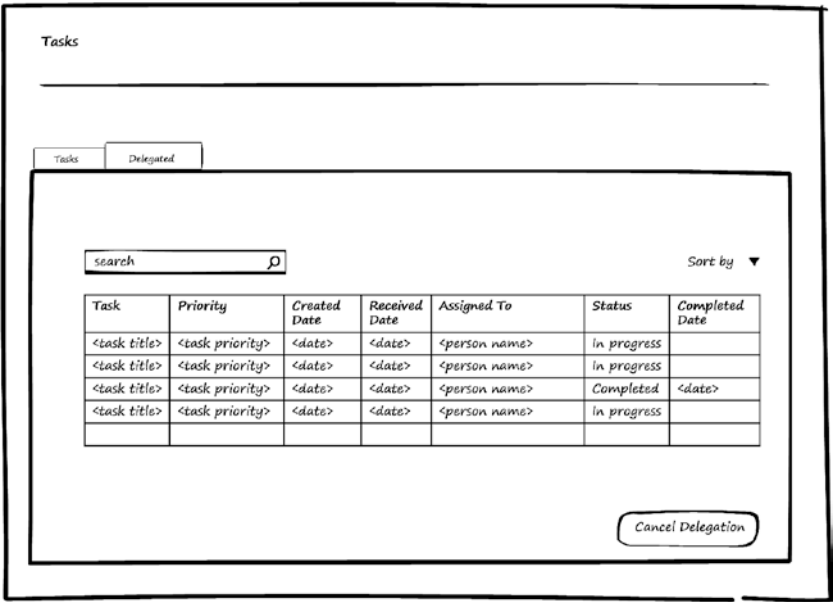 Tasks
Tasks Delegated
search Sort by
Task Priority Created Date Received Date Assigned To Status Completed Date
<task title> <task priority> <date> <date> <person name> In progress
<task title> <task priority> <date> <date> <person name> In progress
<task title> <task priority> <date> <date> <person name> Completed <date>
<task title> <task priority> <date> <date> <person name> In progress
Cancel Delegation